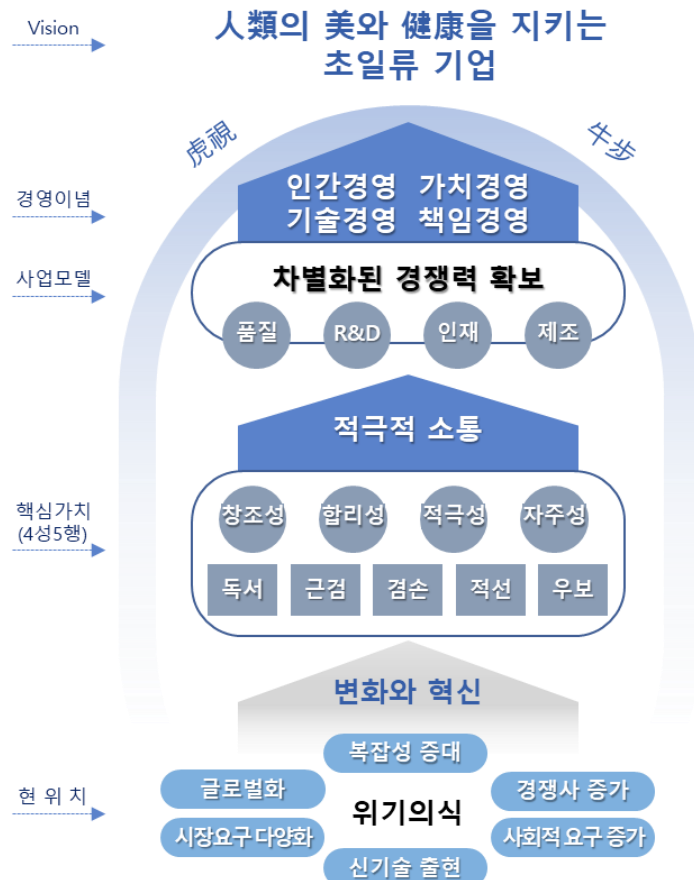 Vision
人類의 美와 健康을 지키는
초일류 기업
虎視
牛步
경영이념
인간경영 가치경영
기술경영 책임경영
사업모델
차별화된 경쟁력 확보
품질 R&D 인재 제조
적극적 소통
핵심가치
(4성5행)
창조성 합리성 적극성 자주성
독서 근검 겸손 적선 우보
변화와 혁신
현 위 치
복잡성 증대
글로벌화
경쟁사 증가
위기의식
시장요구 다양화
사회적 요구 증가
신기술 출현